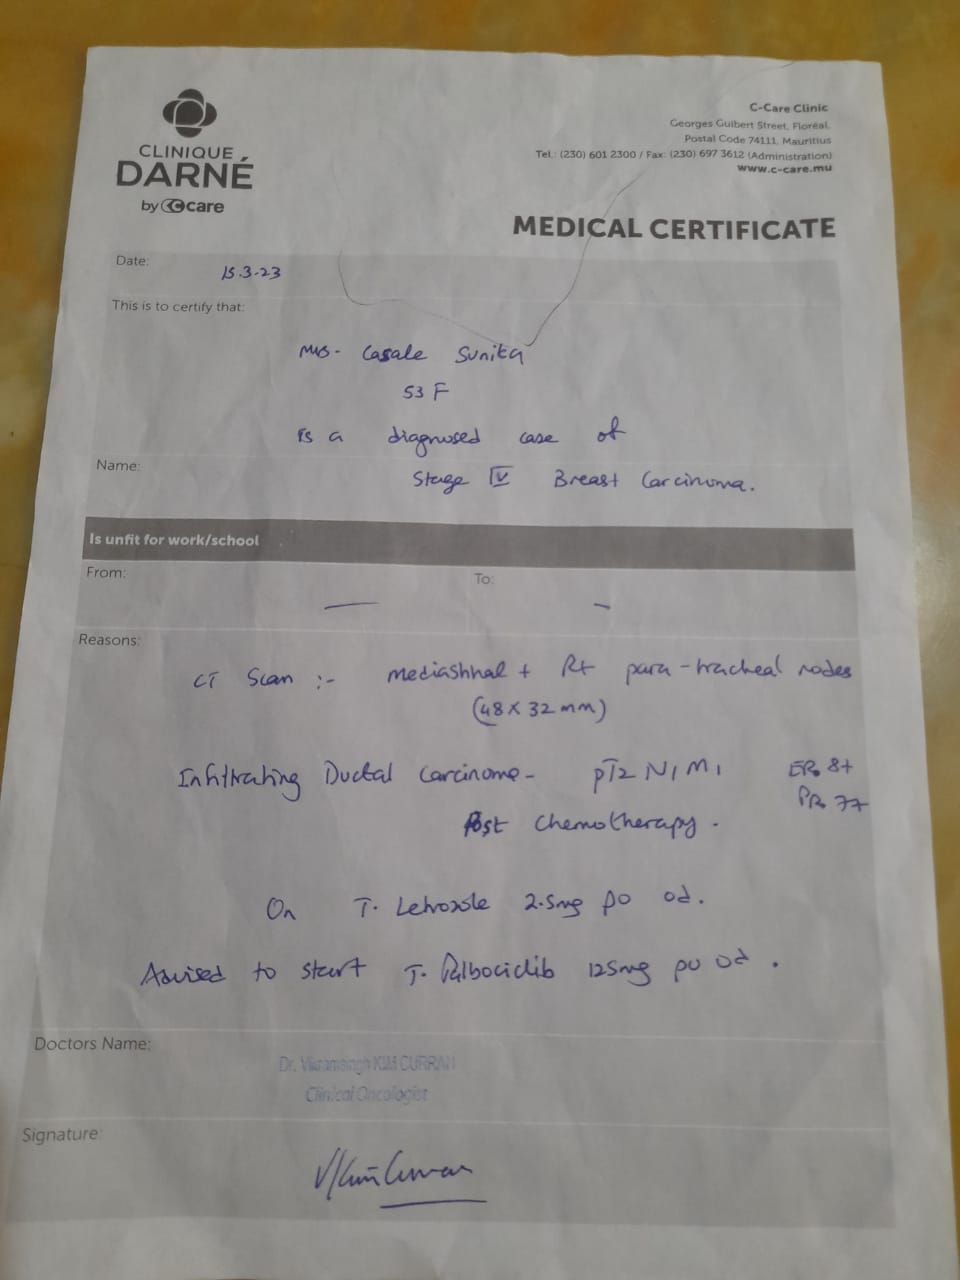 CLINIQUE
DARNÉ
by care
C-Care Clinic
Georges Guibert Street, Floréal,
Postal Code 74111, Mauritius
Tel.: (230) 601 2300 / Fax: (230) 697 3612 (Administration)
www.c-care.mu
MEDICAL CERTIFICATE
Date: 15.3.23
This is to certify that:
Mrs- Casale Sunita
53 F
is a diagnosed case of
Name:
Stage IV Breast Carcinoma.
Is unfit for work/school
From: — To: –
Reasons:
CT Scan :- mediastinal + Rt para-tracheal nodes
(48 x 32 mm)
Infiltrating Ductal Carcinoma - pT2 N1 M1
ER 8+
PR 7+
Post Chemotherapy.
On T. Letrozole 2.5mg po od.
Advised to start T. Palbociclib 125mg po od.
Doctors Name:
Dr. KIM CURRAN
Clinical Oncologist
Signature: